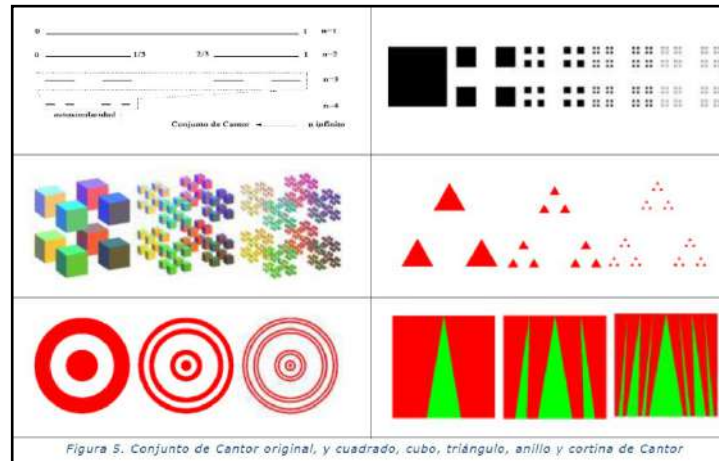 0 1 n=1
0 1/3 2/3 1 n=2
n=3
n=4
autosimilaridad
Conjunto de Cantor n infinito
Figura 5. Conjunto de Cantor original, y cuadrado, cubo, triángulo, anillo y cortina de Cantor